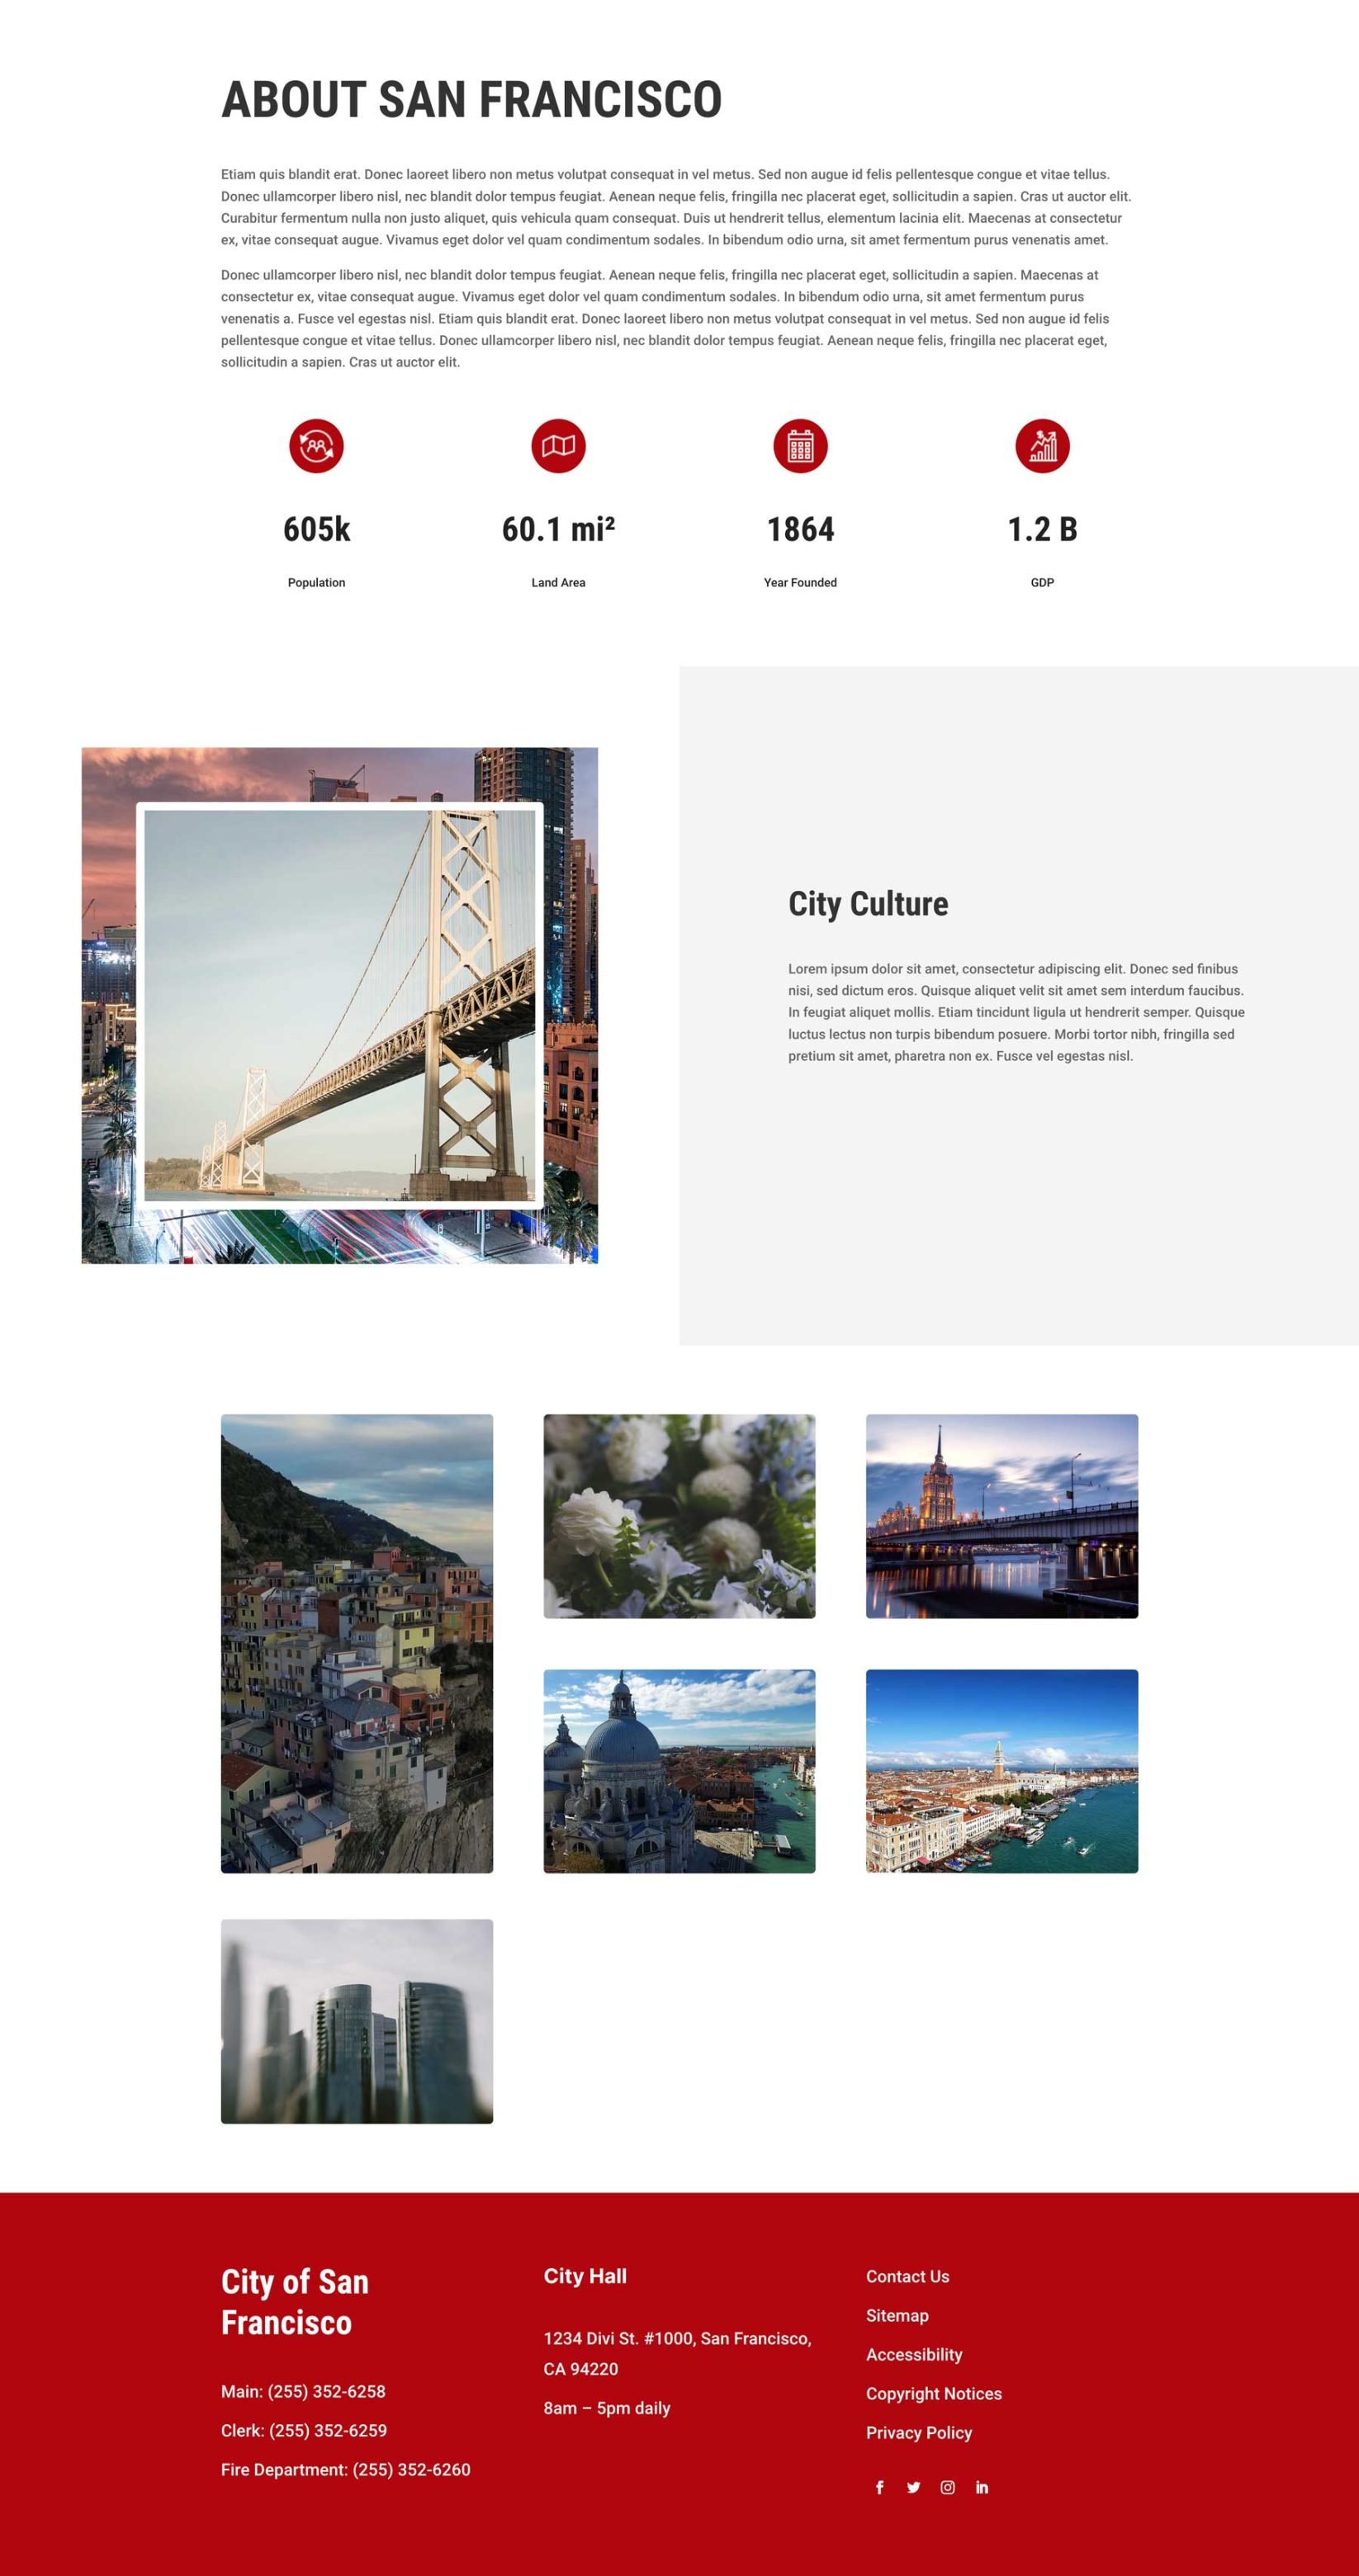 ABOUT SAN FRANCISCO
Etiam quis blandit erat. Donec laoreet libero non metus volutpat consequat in vel metus. Sed non augue id felis pellentesque congue et vitae tellus.
Donec ullamcorper libero nisl, nec blandit dolor tempus feugiat. Aenean neque felis, fringilla nec placerat eget, sollicitudin a sapien. Cras ut auctor elit.
Curabitur fermentum nulla non justo aliquet, quis vehicula quam consequat. Duis ut hendrerit tellus, elementum lacinia elit. Maecenas at consectetur
ex, vitae consequat augue. Vivamus eget dolor vel quam condimentum sodales. In bibendum odio urna, sit amet fermentum purus venenatis amet.
Donec ullamcorper libero nisl, nec blandit dolor tempus feugiat. Aenean neque felis, fringilla nec placerat eget, sollicitudin a sapien. Maecenas at
consectetur ex, vitae consequat augue. Vivamus eget dolor vel quam condimentum sodales. In bibendum odio urna, sit amet fermentum purus
venenatis a. Fusce vel egestas nisl. Etiam quis blandit erat. Donec laoreet libero non metus volutpat consequat in vel metus. Sed non augue id felis
pellentesque congue et vitae tellus. Donec ullamcorper libero nisl, nec blandit dolor tempus feugiat. Aenean neque felis, fringilla nec placerat eget,
sollicitudin a sapien. Cras ut auctor elit.
605k
Population
60.1 mi²
Land Area
1864
Year Founded
1.2 B
GDP
City Culture
Lorem ipsum dolor sit amet, consectetur adipiscing elit. Donec sed finibus
nisi, sed dictum eros. Quisque aliquet velit sit amet sem interdum faucibus.
In feugiat aliquet mollis. Etiam tincidunt ligula ut hendrerit semper. Quisque
luctus lectus non turpis bibendum posuere. Morbi tortor nibh, fringilla sed
pretium sit amet, pharetra non ex. Fusce vel egestas nisl.
City of San
Francisco
Main: (255) 352-6258
Clerk: (255) 352-6259
Fire Department: (255) 352-6260
City Hall
1234 Divi St. #1000, San Francisco,
CA 94220
8am – 5pm daily
Contact Us
Sitemap
Accessibility
Copyright Notices
Privacy Policy